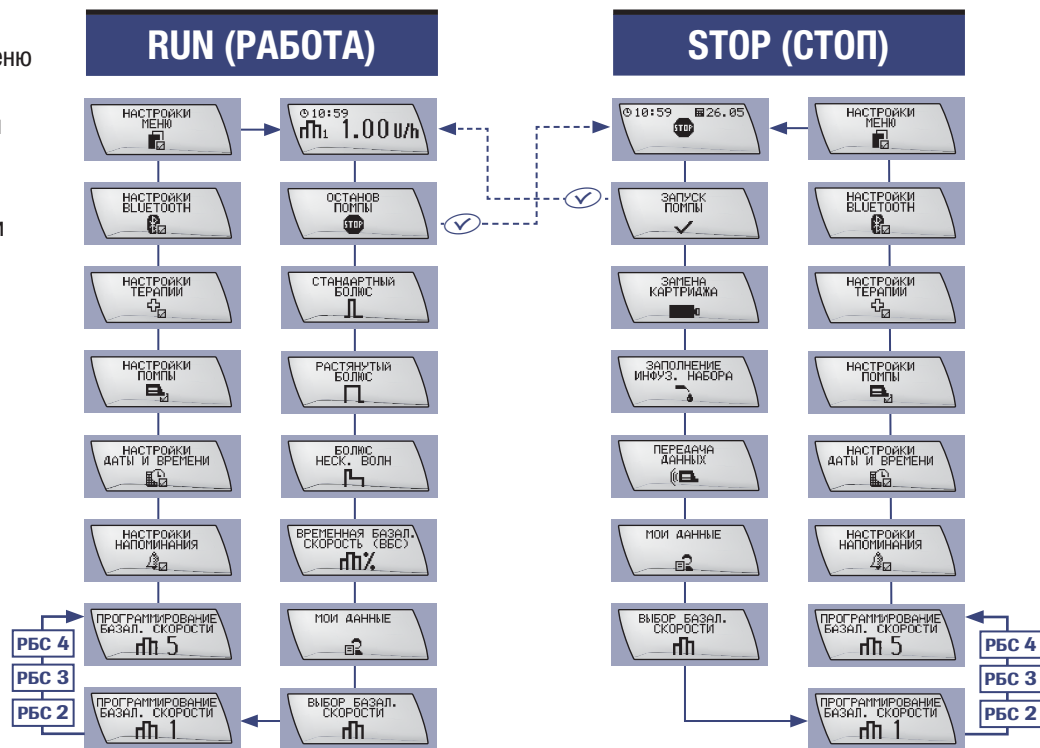 еню
и
RUN (РАБОТА)
STOP (СТОП)
НАСТРОЙКИ
МЕНЮ
НАСТРОЙКИ
BLUETOOTH
НАСТРОЙКИ
ТЕРАПИИ
НАСТРОЙКИ
ПОМПЫ
НАСТРОЙКИ
ДАТЫ И ВРЕМЕНИ
НАСТРОЙКИ
НАПОМИНАНИЯ
ПРОГРАММИРОВАНИЕ
БАЗАЛ. СКОРОСТИ
5
РБС 4
РБС 3
РБС 2
ПРОГРАММИРОВАНИЕ
БАЗАЛ. СКОРОСТИ
1
10:59
1 1.00 U/h
ОСТАНОВ
ПОМПЫ
STOP
СТАНДАРТНЫЙ
БОЛЮС
РАСТЯНУТЫЙ
БОЛЮС
БОЛЮС
НЕСК. ВОЛН
ВРЕМЕННАЯ БАЗАЛ.
СКОРОСТЬ (ВБС)
%
МОИ ДАННЫЕ
ВЫБОР БАЗАЛ.
СКОРОСТИ
10:59 26.05
STOP
ЗАПУСК
ПОМПЫ
ЗАМЕНА
КАРТРИДЖА
ЗАПОЛНЕНИЕ
ИНФУЗ. НАБОРА
ПЕРЕДАЧА
ДАННЫХ
МОИ ДАННЫЕ
ВЫБОР БАЗАЛ.
СКОРОСТИ
НАСТРОЙКИ
МЕНЮ
НАСТРОЙКИ
BLUETOOTH
НАСТРОЙКИ
ТЕРАПИИ
НАСТРОЙКИ
ПОМПЫ
НАСТРОЙКИ
ДАТЫ И ВРЕМЕНИ
НАСТРОЙКИ
НАПОМИНАНИЯ
ПРОГРАММИРОВАНИЕ
БАЗАЛ. СКОРОСТИ
5
РБС 4
РБС 3
РБС 2
ПРОГРАММИРОВАНИЕ
БАЗАЛ. СКОРОСТИ
1